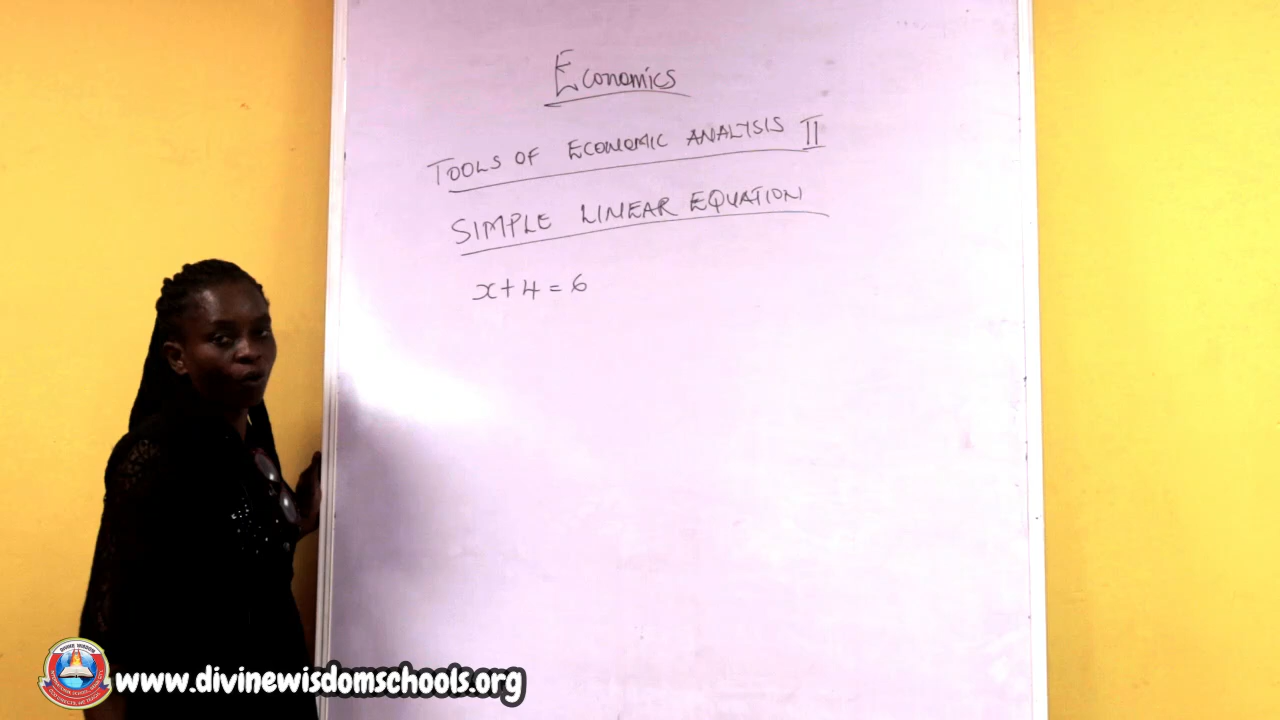 Economics
TOOLS OF ECONOMIC ANALYSIS II
SIMPLE LINEAR EQUATION
x+4=6
www.divinewisdomschools.org